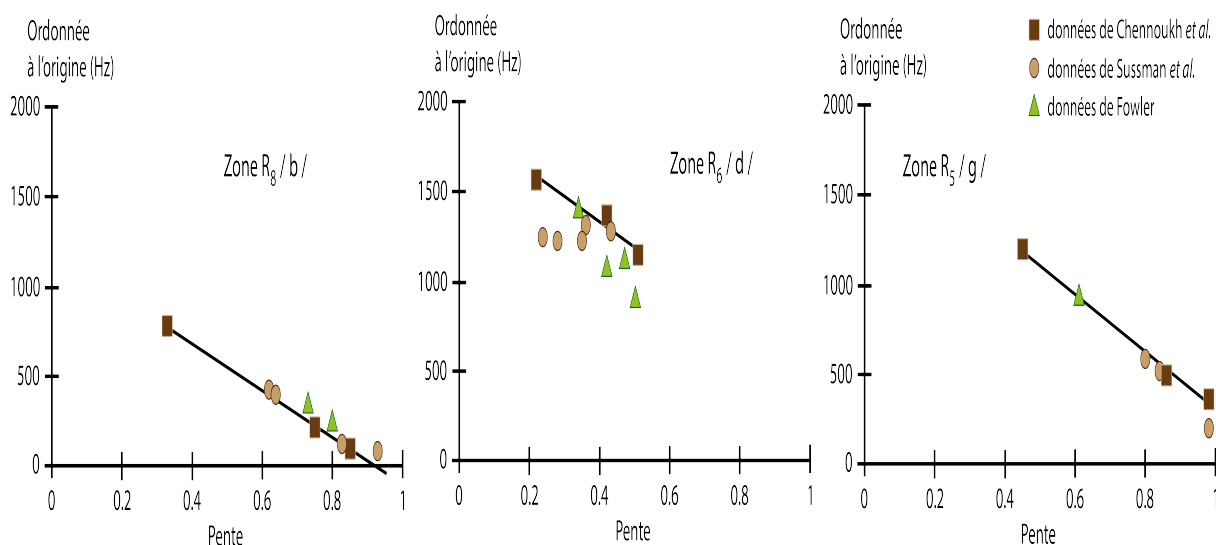 Ordonnée
à l'origine (Hz)
2000
1500
1000
500
0
Zone R8 / b /
0 0.2 0.4 0.6 0.8 1
Pente
Ordonnée
à l'origine (Hz)
2000
1500
1000
500
0
Zone R6 / d /
0 0.2 0.4 0.6 0.8 1
Pente
Ordonnée
à l'origine (Hz)
2000
1500
1000
500
0
Zone R5 / g /
0 0.2 0.4 0.6 0.8 1
Pente
données de Chennoukh et al.
données de Sussman et al.
données de Fowler